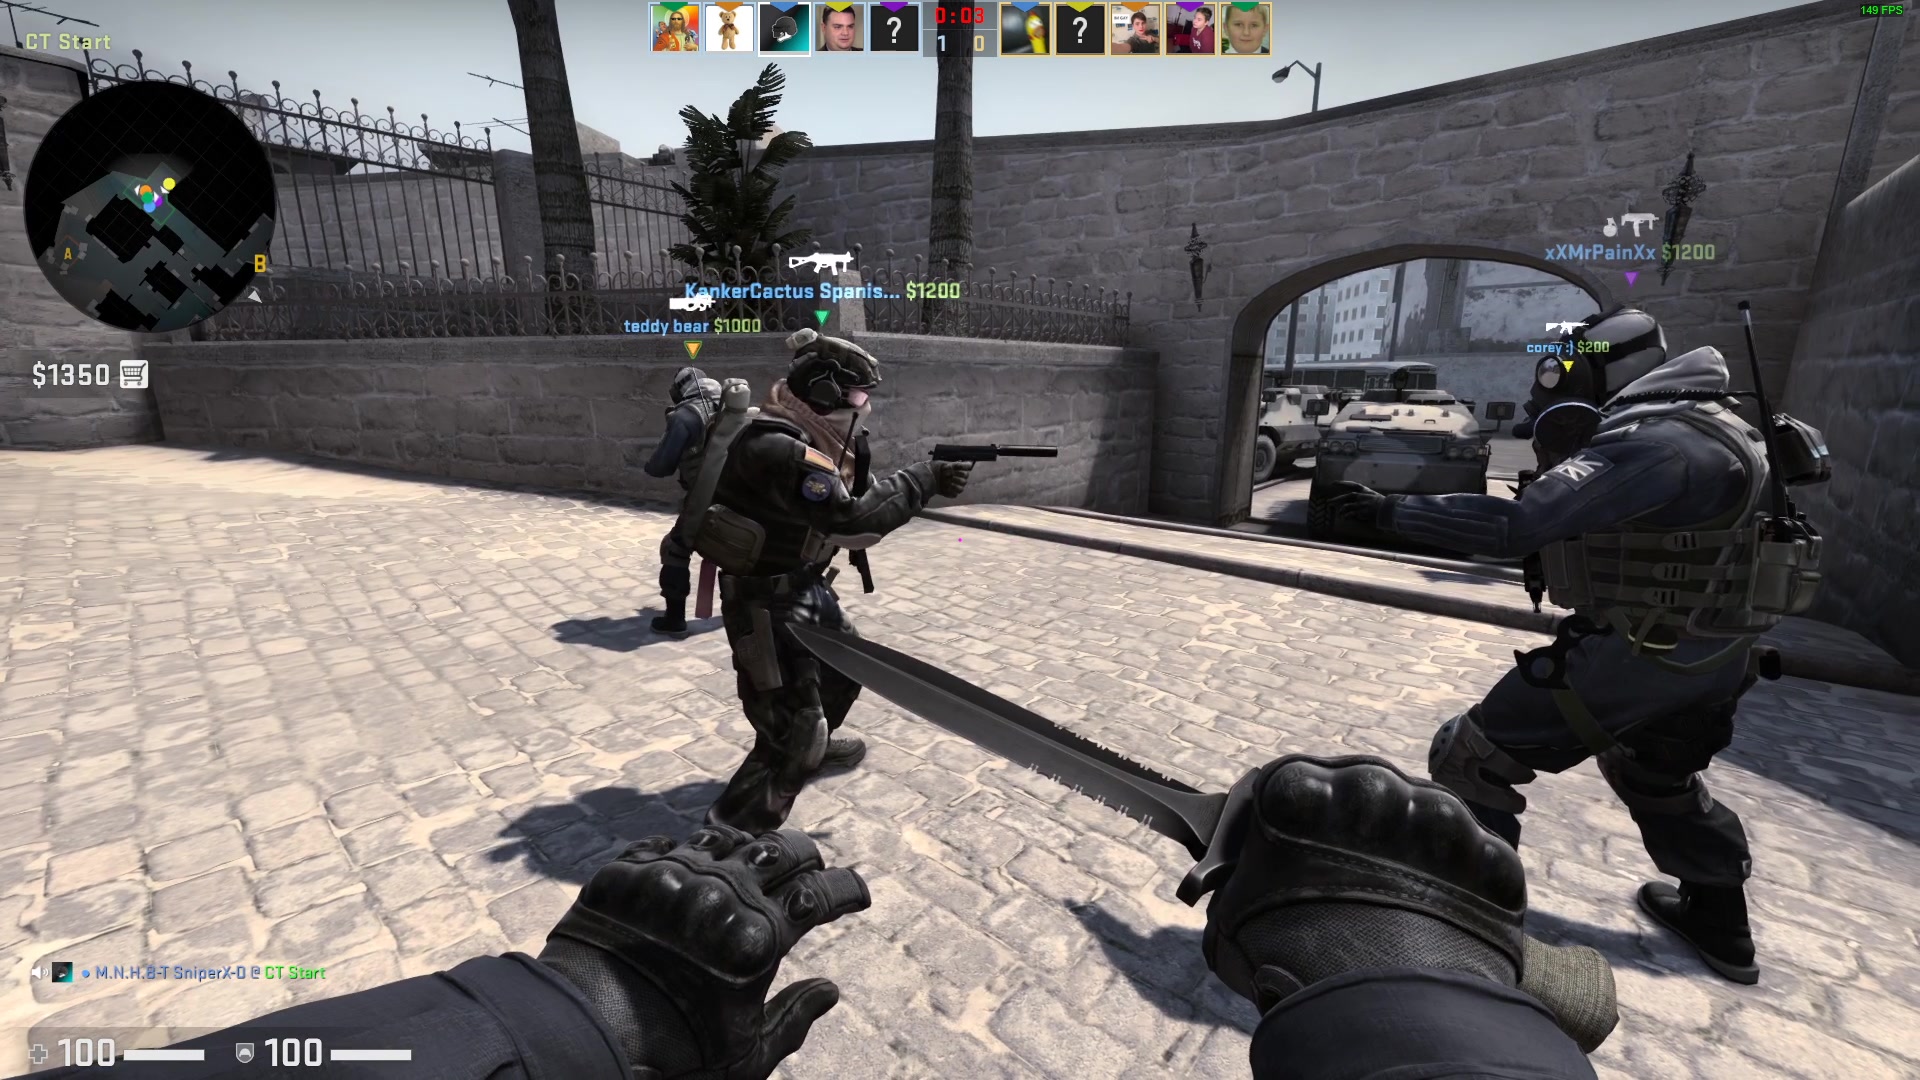 149 FPS
CT Start
0:03
?
?
1 0
A
B
xXMrPainXx $1200
KankerCactus Spanis... $1200
teddy bear $1000
corey :) $200
$1350
M.N.H.B-T SniperX-D @ CT Start
100
100